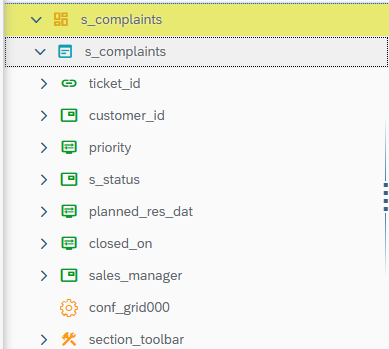 s_complaints
s_complaints
ticket_id
customer_id
priority
s_status
planned_res_dat
closed_on
sales_manager
conf_grid000
section_toolbar